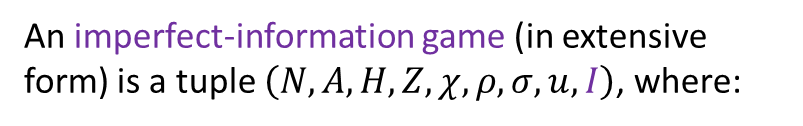 An imperfect-information game (in extensive
form) is a tuple (N, A, H, Z, χ, ρ, σ, u, I), where: